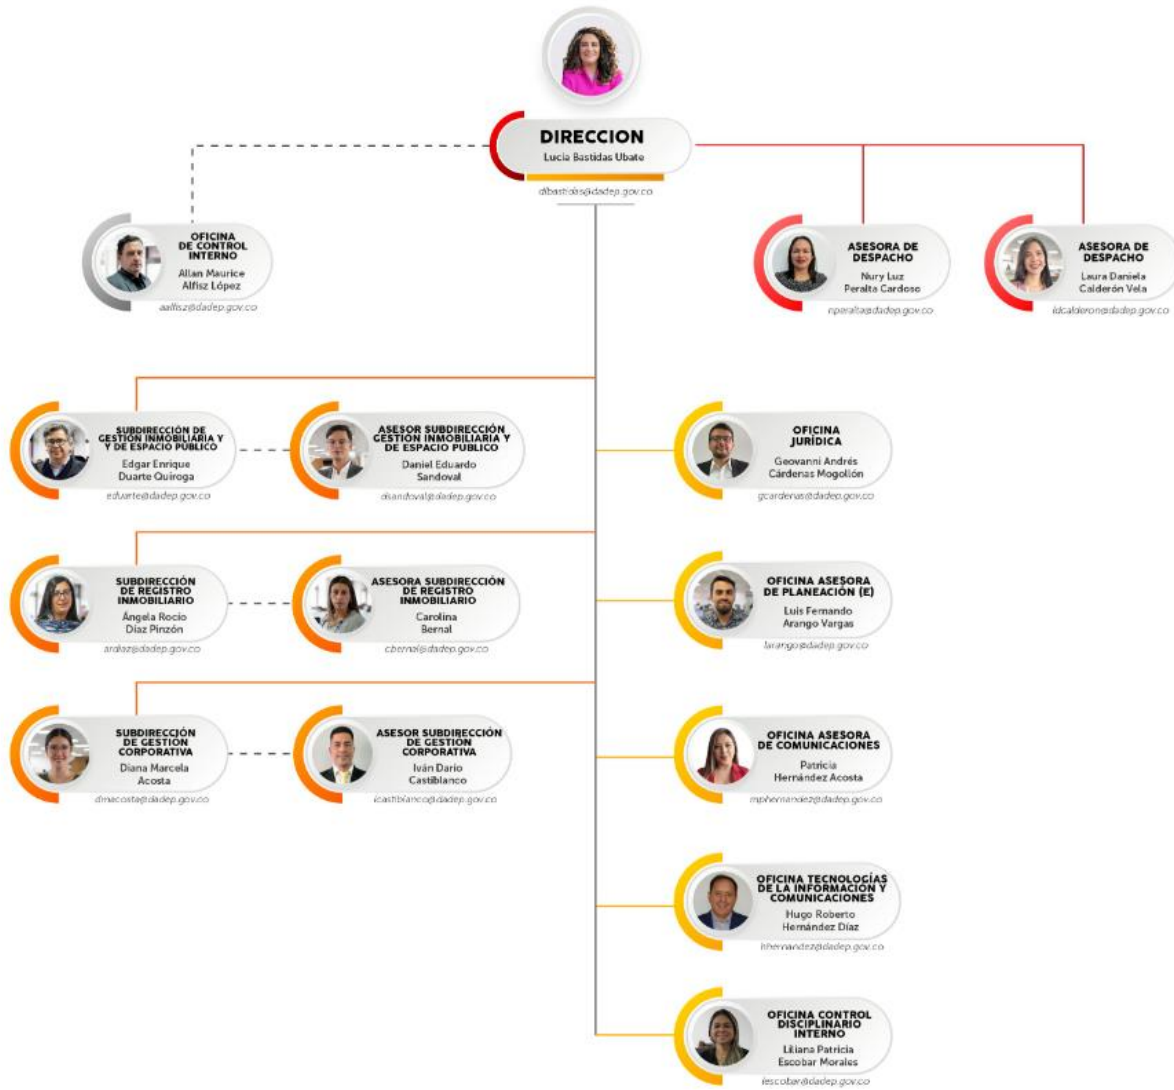 DIRECCION
Lucia Bastidas Ubate
dlbastidas@dadep.gov.co
OFICINA
DE CONTROL
INTERNO
Allan Maurice
Alfisz López
aalfisz@dadep.gov.co
ASESORA DE
DESPACHO
Nury Luz
Peralta Cardoso
nperalta@dadep.gov.co
ASESORA DE
DESPACHO
Laura Daniela
Calderón Vela
ldcalderon@dadep.gov.co
SUBDIRECCIÓN DE
GESTIÓN INMOBILIARIA Y
Y DE ESPACIO PÚBLICO
Edgar Enrique
Duarte Quiroga
eduarte@dadep.gov.co
ASESOR SUBDIRECCIÓN
GESTIÓN INMOBILIARIA Y
DE ESPACIO PÚBLICO
Daniel Eduardo
Sandoval
dsandoval@dadep.gov.co
OFICINA
JURÍDICA
Geovanni Andrés
Cárdenas Mogollón
gcardenas@dadep.gov.co
SUBDIRECCIÓN
DE REGISTRO
INMOBILIARIO
Ángela Rocío
Díaz Pinzón
ardiaz@dadep.gov.co
ASESORA SUBDIRECCIÓN
DE REGISTRO
INMOBILIARIO
Carolina
Bernal
cbernal@dadep.gov.co
OFICINA ASESORA
DE PLANEACIÓN (E)
Luis Fernando
Arango Vargas
larango@dadep.gov.co
SUBDIRECCIÓN
DE GESTIÓN
CORPORATIVA
Diana Marcela
Acosta
dmacosta@dadep.gov.co
ASESOR SUBDIRECCIÓN
DE GESTIÓN
CORPORATIVA
Iván Darío
Castiblanco
icastiblanco@dadep.gov.co
OFICINA ASESORA
DE COMUNICACIONES
Patricia
Hernández Acosta
mphernandez@dadep.gov.co
OFICINA TECNOLOGÍAS
DE LA INFORMACIÓN Y
COMUNICACIONES
Hugo Roberto
Hernández Díaz
hhernandez@dadep.gov.co
OFICINA CONTROL
DISCIPLINARIO
INTERNO
Liliana Patricia
Escobar Morales
lescobar@dadep.gov.co